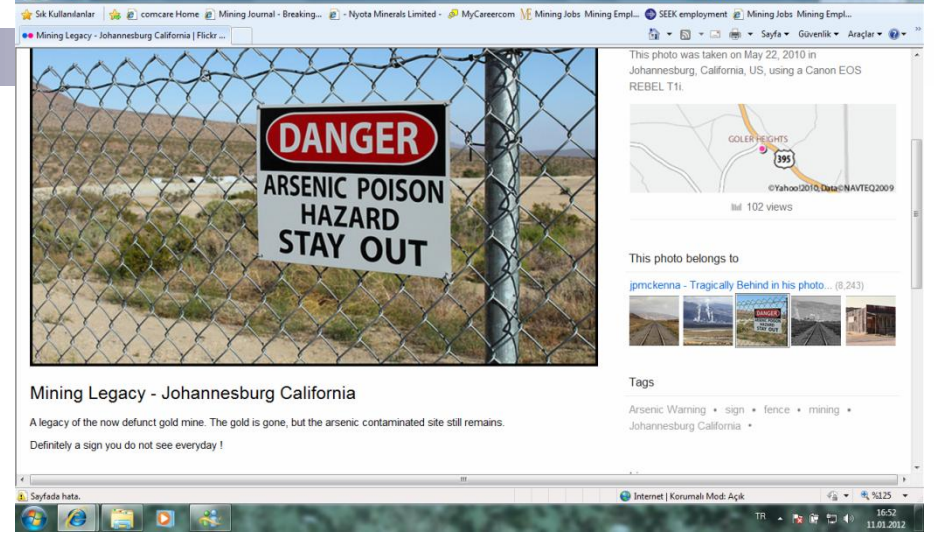 Sık Kullanılanlar comcare Home Mining Journal - Breaking... - Nyota Minerals Limited - MyCareercom Mining Jobs Mining Empl... SEEK employment Mining Jobs Mining Empl...
Mining Legacy - Johannesburg California | Flickr ... Sayfa Güvenlik Araçlar
This photo was taken on May 22, 2010 in
Johannesburg, California, US, using a Canon EOS
REBEL T1i.
DANGER
ARSENIC POISON
HAZARD
STAY OUT
GOLER HEIGHTS
395
©Yahoo!2010, Data©NAVTEQ2009
102 views
This photo belongs to
jpmckenna - Tragically Behind in his photo... (8,243)
DANGER
ARSENIC POISON
HAZARD
STAY OUT
Mining Legacy - Johannesburg California
A legacy of the now defunct gold mine. The gold is gone, but the arsenic contaminated site still remains.
Definitely a sign you do not see everyday !
Tags
Arsenic Warning • sign • fence • mining •
Johannesburg California •
Sayfada hata. Internet | Korumalı Mod: Açık %125
TR 16:52
11.01.2012